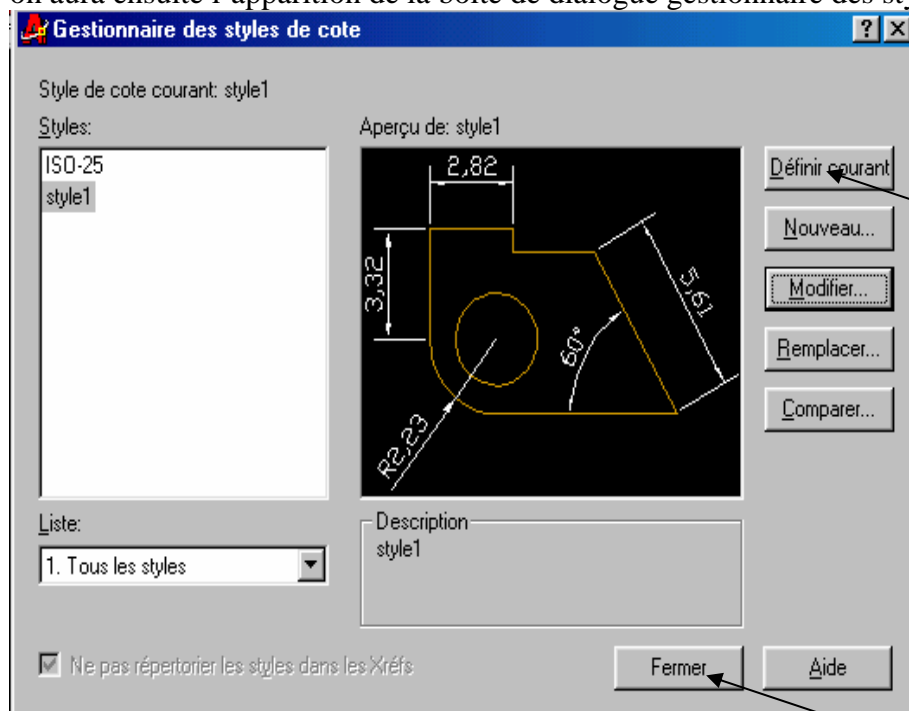 on aura ensuite l'apparition de la boite de dialogue gestionnaire des
Gestionnaire des styles de cote
Style de cote courant: style1
Styles:
Aperçu de: style1
ISO-25
style1
2,82
3,32
5,61
60°
R2,23
Définir courant
Nouveau...
Modifier...
Remplacer...
Comparer...
Liste:
1. Tous les styles
Description
style1
Ne pas répertorier les styles dans les Xréfs
Fermer
Aide